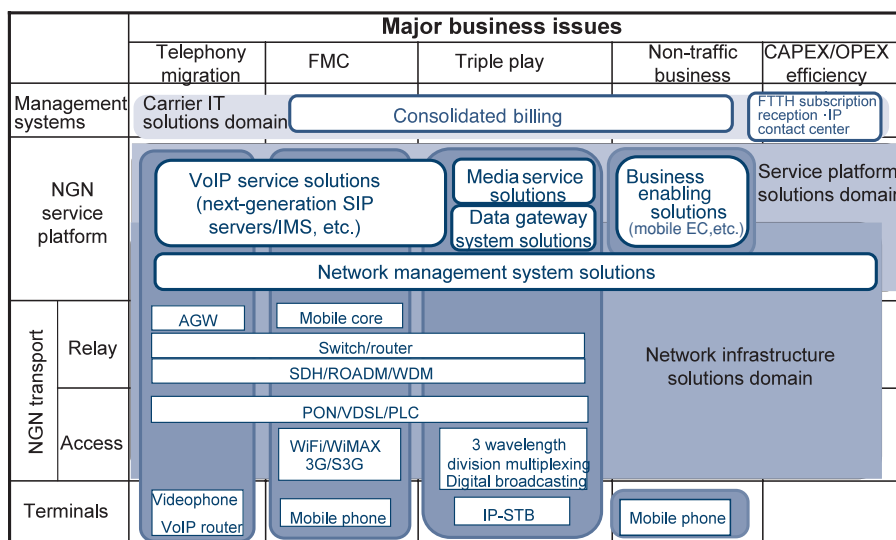 Major business issues
Telephony
migration
FMC
Triple play
Non-traffic
business
CAPEX/OPEX
efficiency
Management
systems
Carrier IT
solutions domain
Consolidated billing
FTTH subscription
reception ·IP
contact center
NGN
service
platform
VoIP service solutions
(next-generation SIP
servers/IMS, etc.)
Media service
solutions
Data gateway
system solutions
Business
enabling
solutions
(mobile EC,etc.)
Service platform
solutions domain
Network management system solutions
NGN transport
Relay
AGW
Mobile core
Switch/router
SDH/ROADM/WDM
Network infrastructure
solutions domain
Access
PON/VDSL/PLC
WiFi/WiMAX
3G/S3G
3 wavelength
division multiplexing
Digital broadcasting
Terminals
Videophone
VoIP router
Mobile phone
IP-STB
Mobile phone